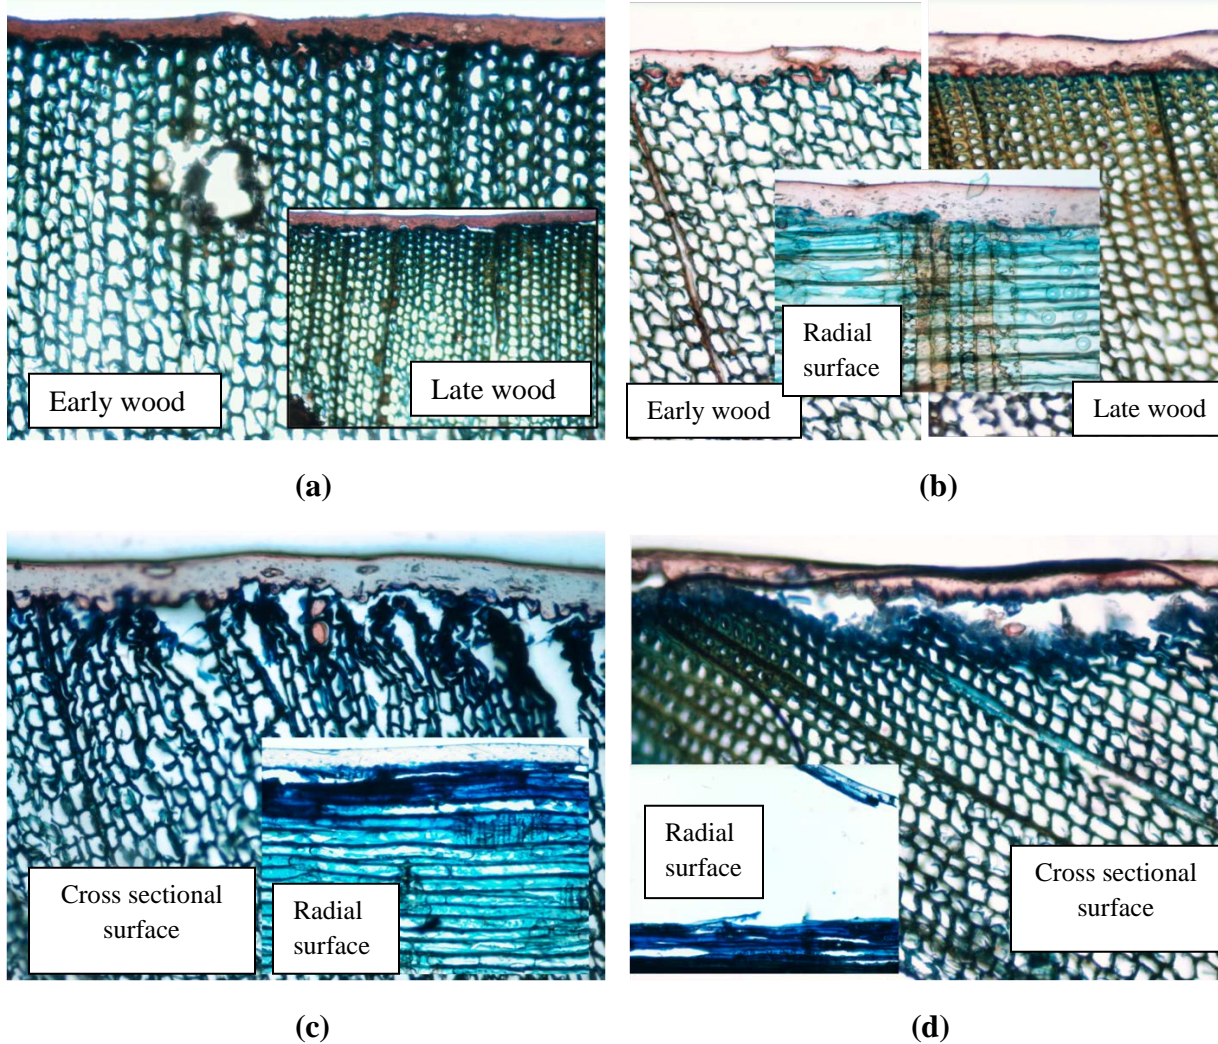 Early wood
Late wood
(a)
Early wood
Radial
surface
Late wood
(b)
Cross sectional
surface
Radial
surface
(c)
Radial
surface
Cross sectional
surface
(d)